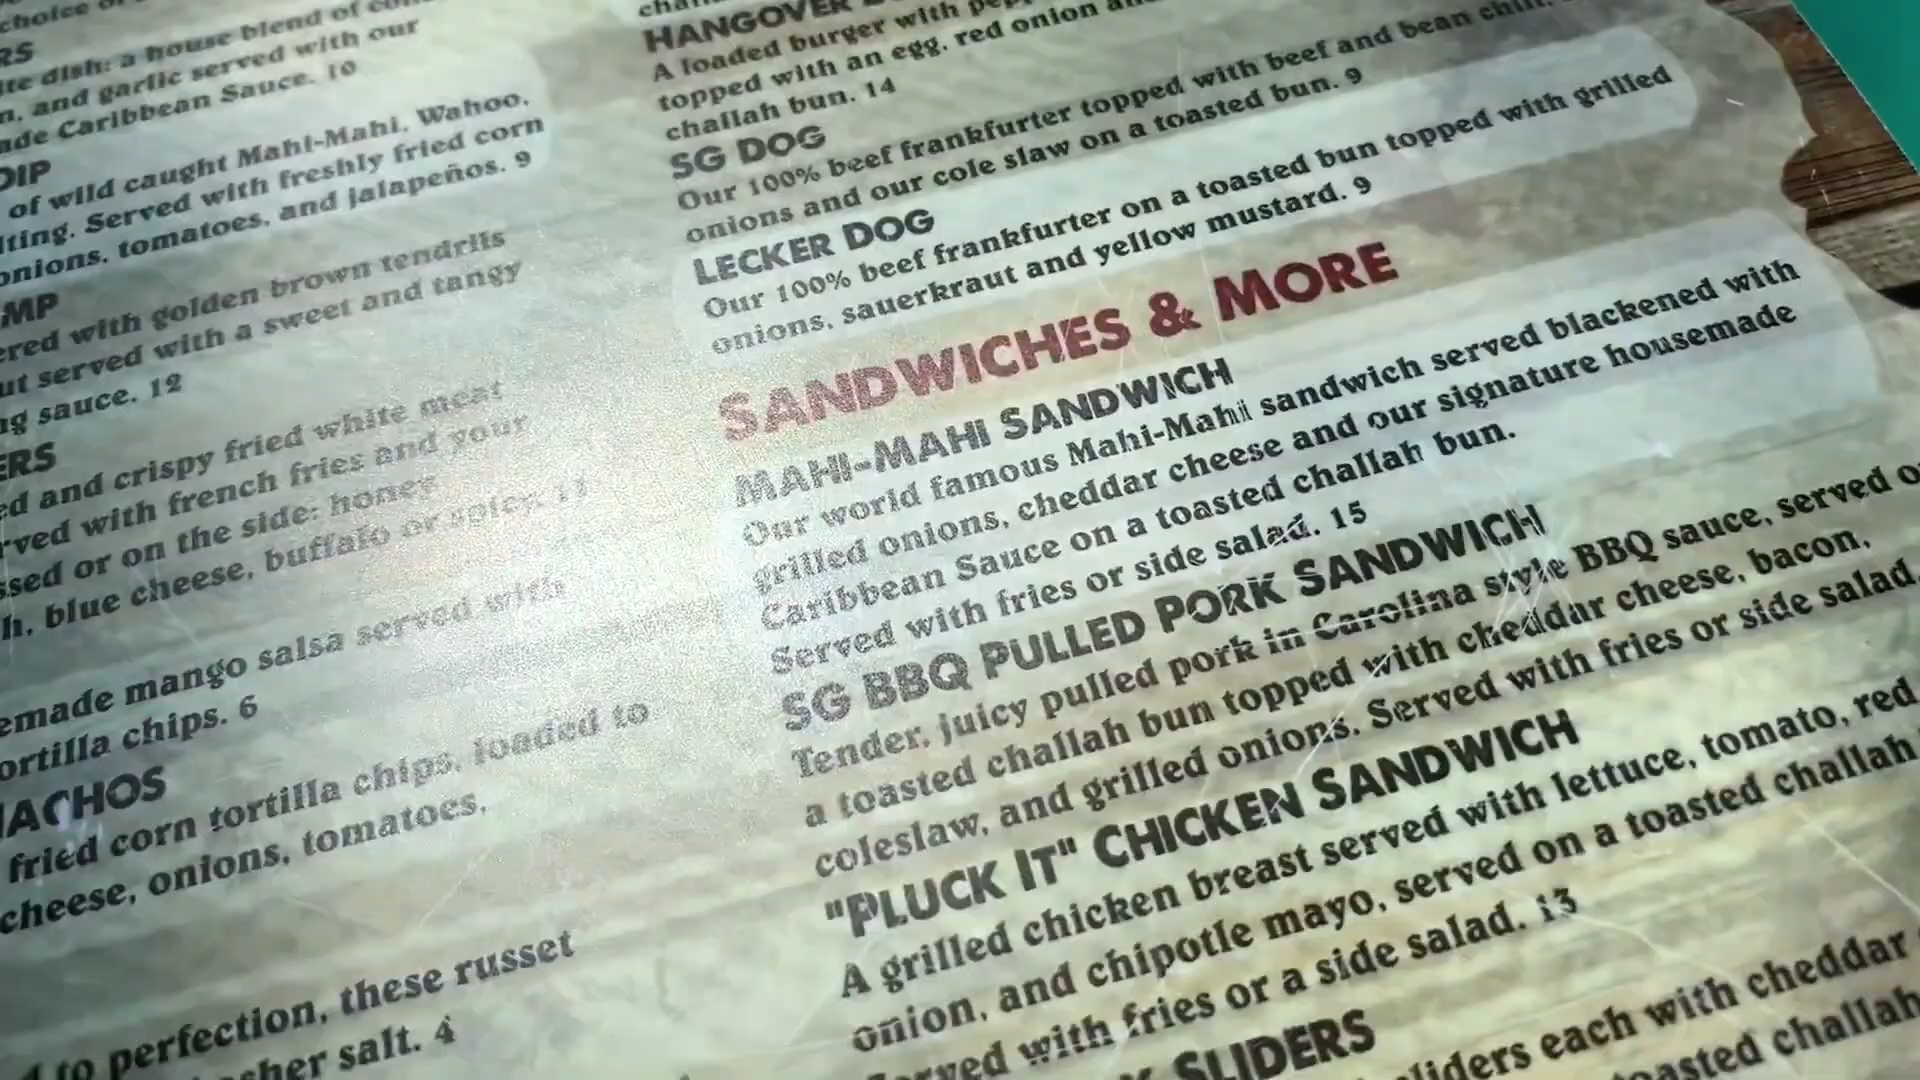 choice of
RS
te dish: a house blend of
n, and garlic served with our
ade Caribbean Sauce. 10
DIP
of wild caught Mahi-Mahi, Wahoo,
lting. Served with freshly fried corn
onions, tomatoes, and jalapeños. 9
MP
ered with golden brown tendrils
ut served with a sweet and tangy
ng sauce. 12
ERS
ed and crispy fried white meat
rved with french fries and your
ssed or on the side: honey
h, blue cheese, buffalo or spicy. 11
emade mango salsa served with
ortilla chips. 6
NACHOS
fried corn tortilla chips, loaded to
cheese, onions, tomatoes,
to perfection, these russet
osher salt. 4
HANGOVER
A loaded burger with
topped with an egg, red onion
challah bun. 14
SG DOG
Our 100% beef frankfurter topped with beef and bean chili,
onions and our cole slaw on a toasted bun. 9
LECKER DOG
Our 100% beef frankfurter on a toasted bun topped with grilled
onions, sauerkraut and yellow mustard. 9
SANDWICHES & MORE
MAHI-MAHI SANDWICH
Our world famous Mahi-Mahi sandwich served blackened with
grilled onions, cheddar cheese and our signature housemade
Caribbean Sauce on a toasted challah bun.
Served with fries or side salad. 15
SG BBQ PULLED PORK SANDWICH
Tender, juicy pulled pork in Carolina style BBQ sauce, served o
a toasted challah bun topped with cheddar cheese, bacon,
coleslaw, and grilled onions. Served with fries or side salad.
"PLUCK IT" CHICKEN SANDWICH
A grilled chicken breast served with lettuce, tomato, red
onion, and chipotle mayo, served on a toasted challah
Served with fries or a side salad. 13
SLIDERS
sliders each with cheddar
toasted challah